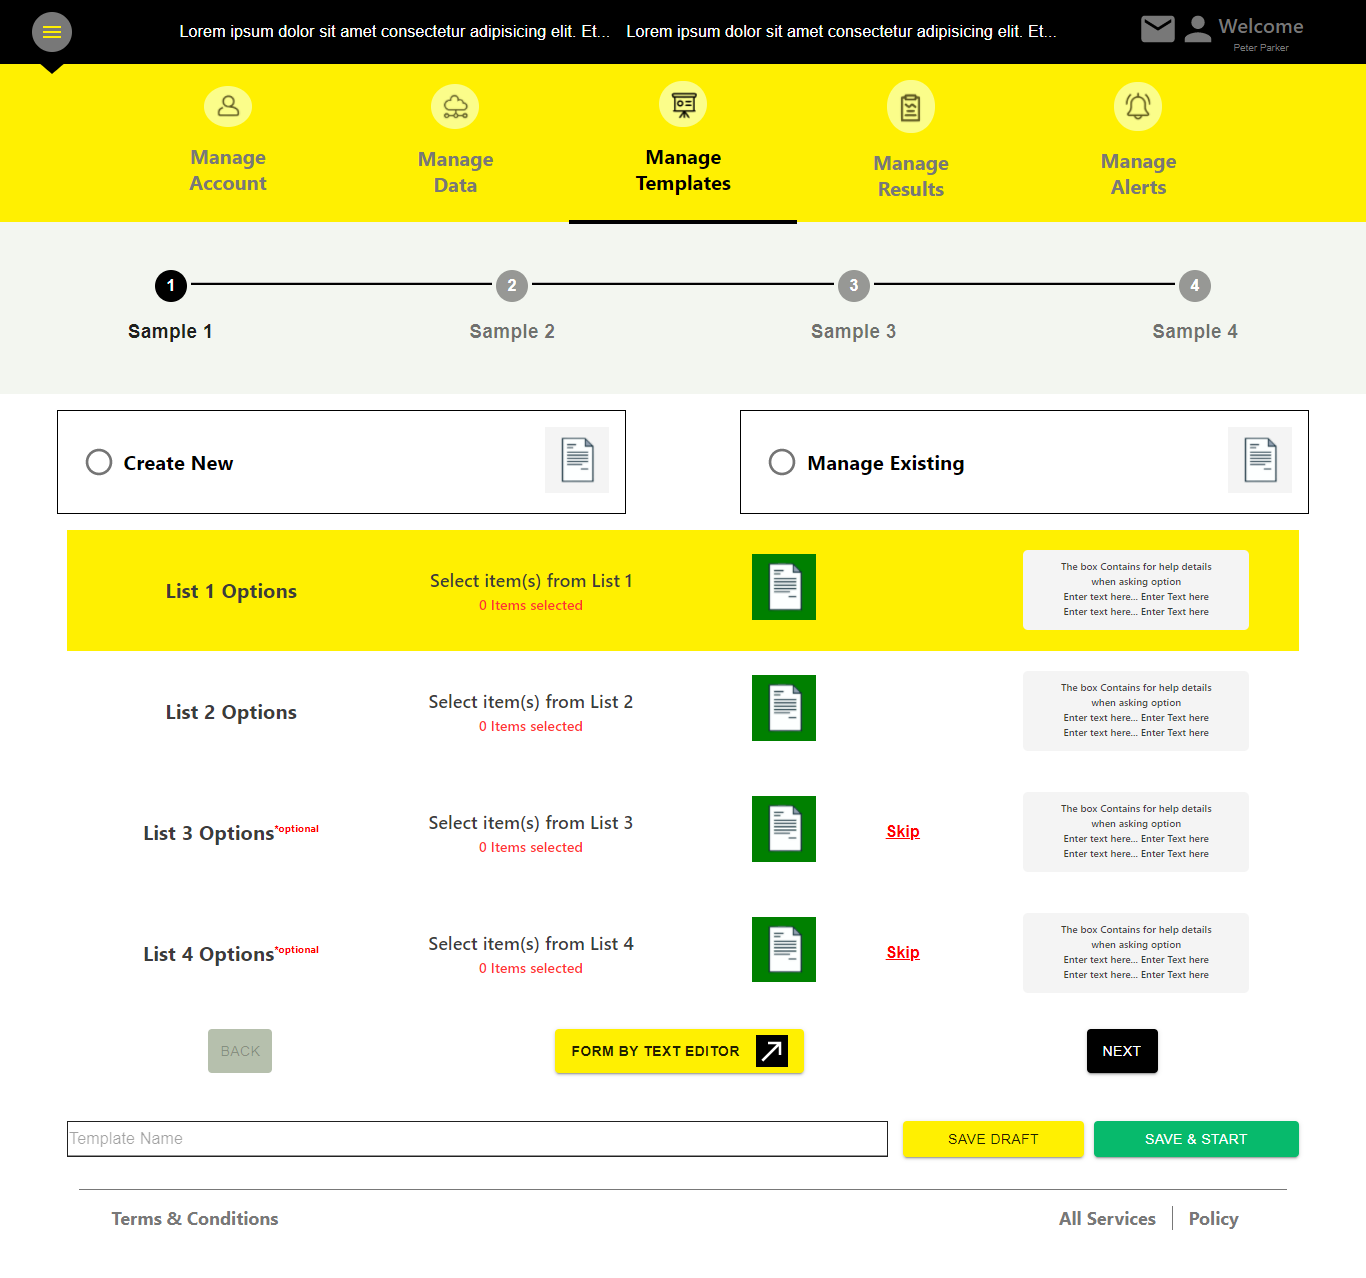 Lorem ipsum dolor sit amet consectetur adipisicing elit. Et... Lorem ipsum dolor sit amet consectetur adipisicing elit. Et...
Welcome
Peter Parker
Manage Account
Manage Data
Manage Templates
Manage Results
Manage Alerts
1 2 3 4
Sample 1 Sample 2 Sample 3 Sample 4
Create New
Manage Existing
List 1 Options
Select item(s) from List 1
0 Items selected
The box Contains for help details
when asking option
Enter text here... Enter Text here
Enter text here... Enter Text here
List 2 Options
Select item(s) from List 2
0 Items selected
The box Contains for help details
when asking option
Enter text here... Enter Text here
Enter text here... Enter Text here
List 3 Options*optional
Select item(s) from List 3
0 Items selected
Skip
The box Contains for help details
when asking option
Enter text here... Enter Text here
Enter text here... Enter Text here
List 4 Options*optional
Select item(s) from List 4
0 Items selected
Skip
The box Contains for help details
when asking option
Enter text here... Enter Text here
Enter text here... Enter Text here
BACK
FORM BY TEXT EDITOR
NEXT
Template Name
SAVE DRAFT
SAVE & START
Terms & Conditions
All Services
Policy